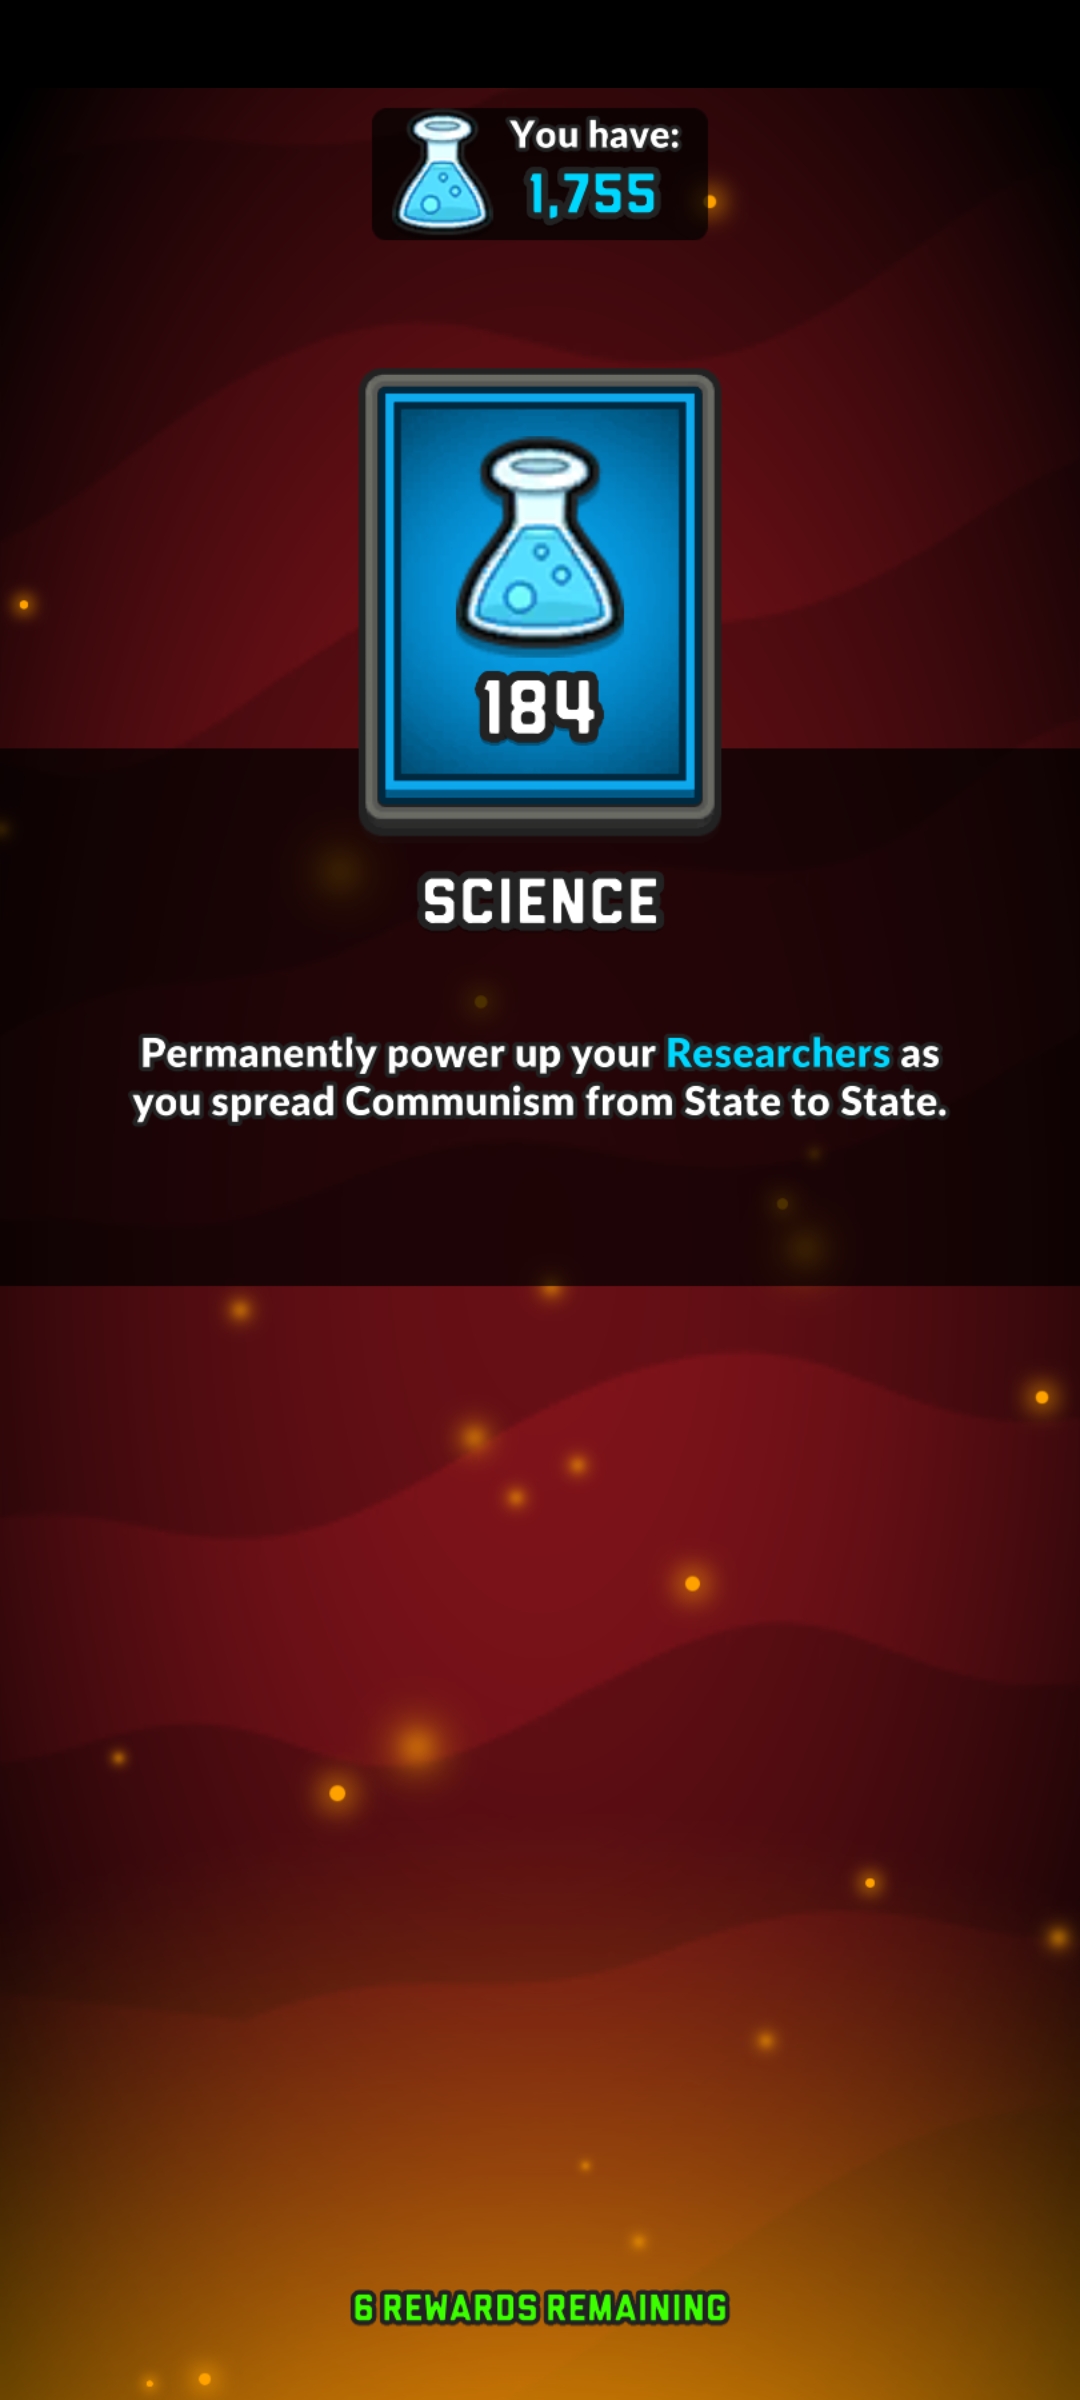 You have:
1,755
184
SCIENCE
Permanently power up your Researchers as
you spread Communism from State to State.
6 REWARDS REMAINING